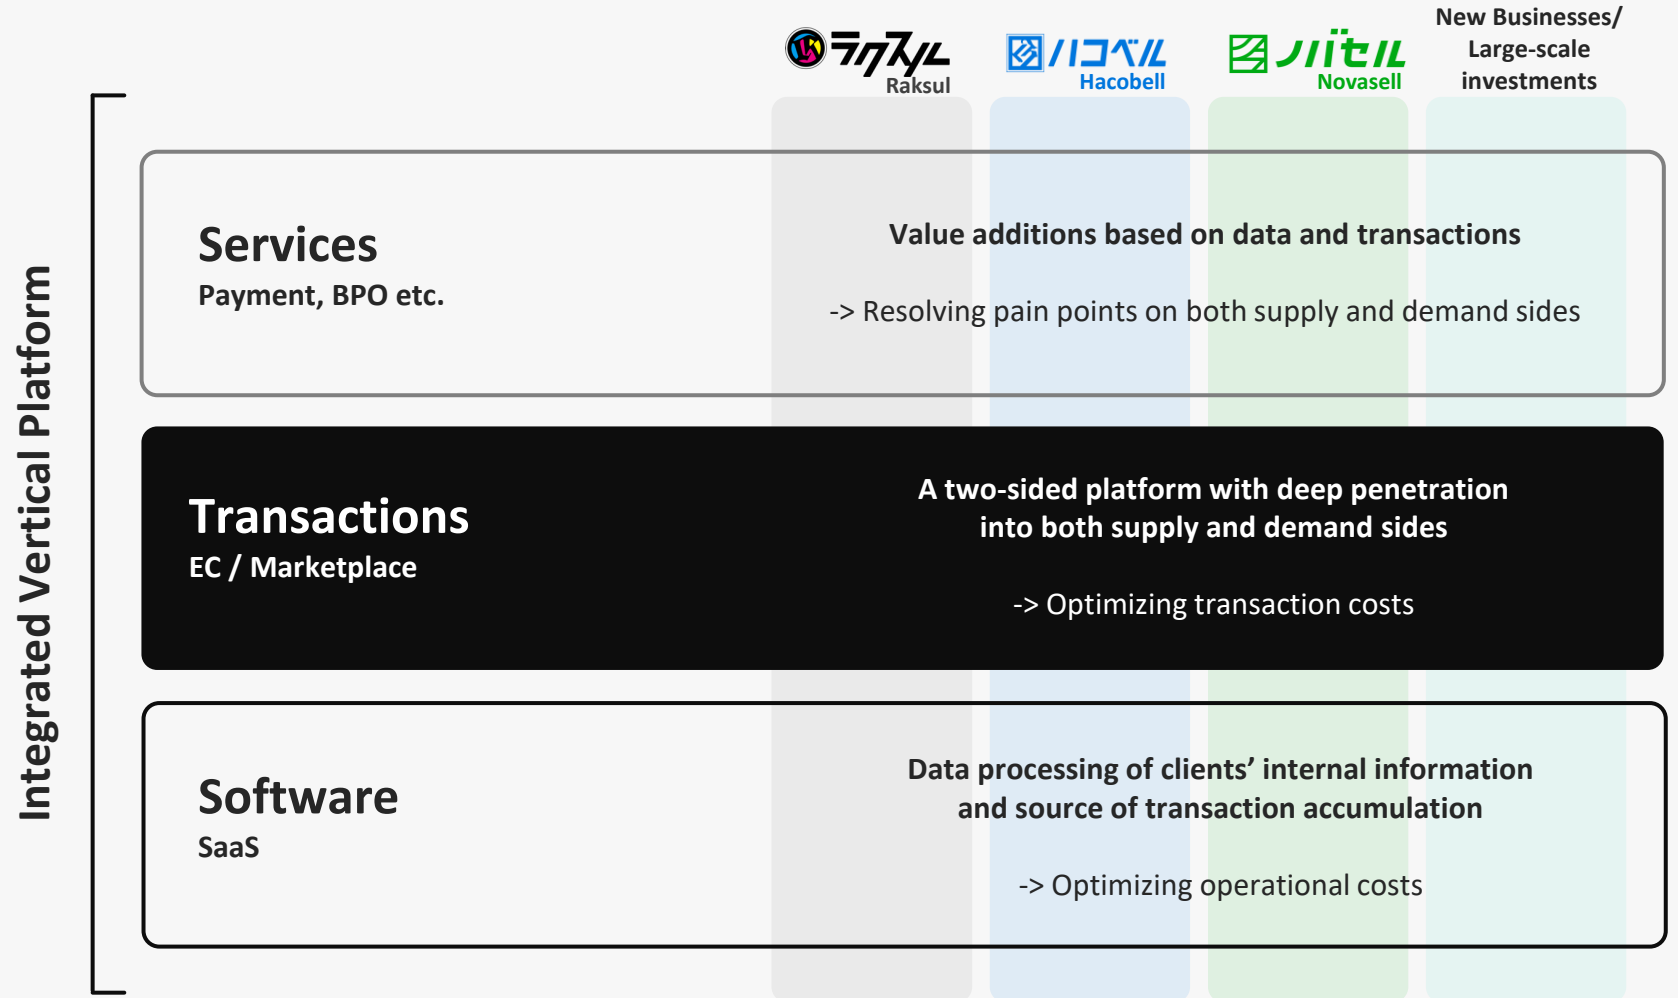 ラクスル
Raksul
ハコベル
Hacobell
ノバセル
Novasell
New Businesses/
Large-scale
investments
Integrated Vertical Platform
Services
Payment, BPO etc.
Value additions based on data and transactions
-> Resolving pain points on both supply and demand sides
Transactions
EC / Marketplace
A two-sided platform with deep penetration
into both supply and demand sides
-> Optimizing transaction costs
Software
SaaS
Data processing of clients’ internal information
and source of transaction accumulation
-> Optimizing operational costs